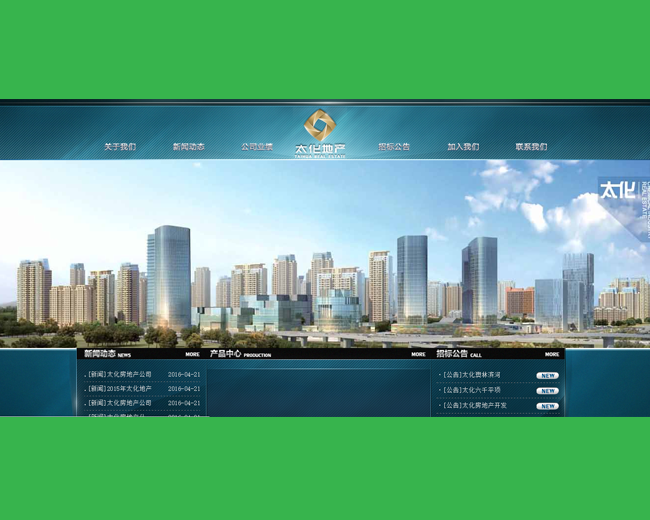 太化地产
TAIHUA REAL ESTATE
关于我们 新闻动态 公司业绩 招标公告 加入我们 联系我们
太化
REAL ESTATE
新闻动态 NEWS MORE 产品中心 PRODUCTION MORE 招标公告 CALL MORE
[新闻]太化房地产公司 2016-04-21
[新闻]2015年太化地产 2016-04-21
[新闻]太化房地产公司 2016-04-21
2016-04-21
[公告]太化 NEW
[公告]太化六千平项 NEW
[公告]太化房地产开发 NEW